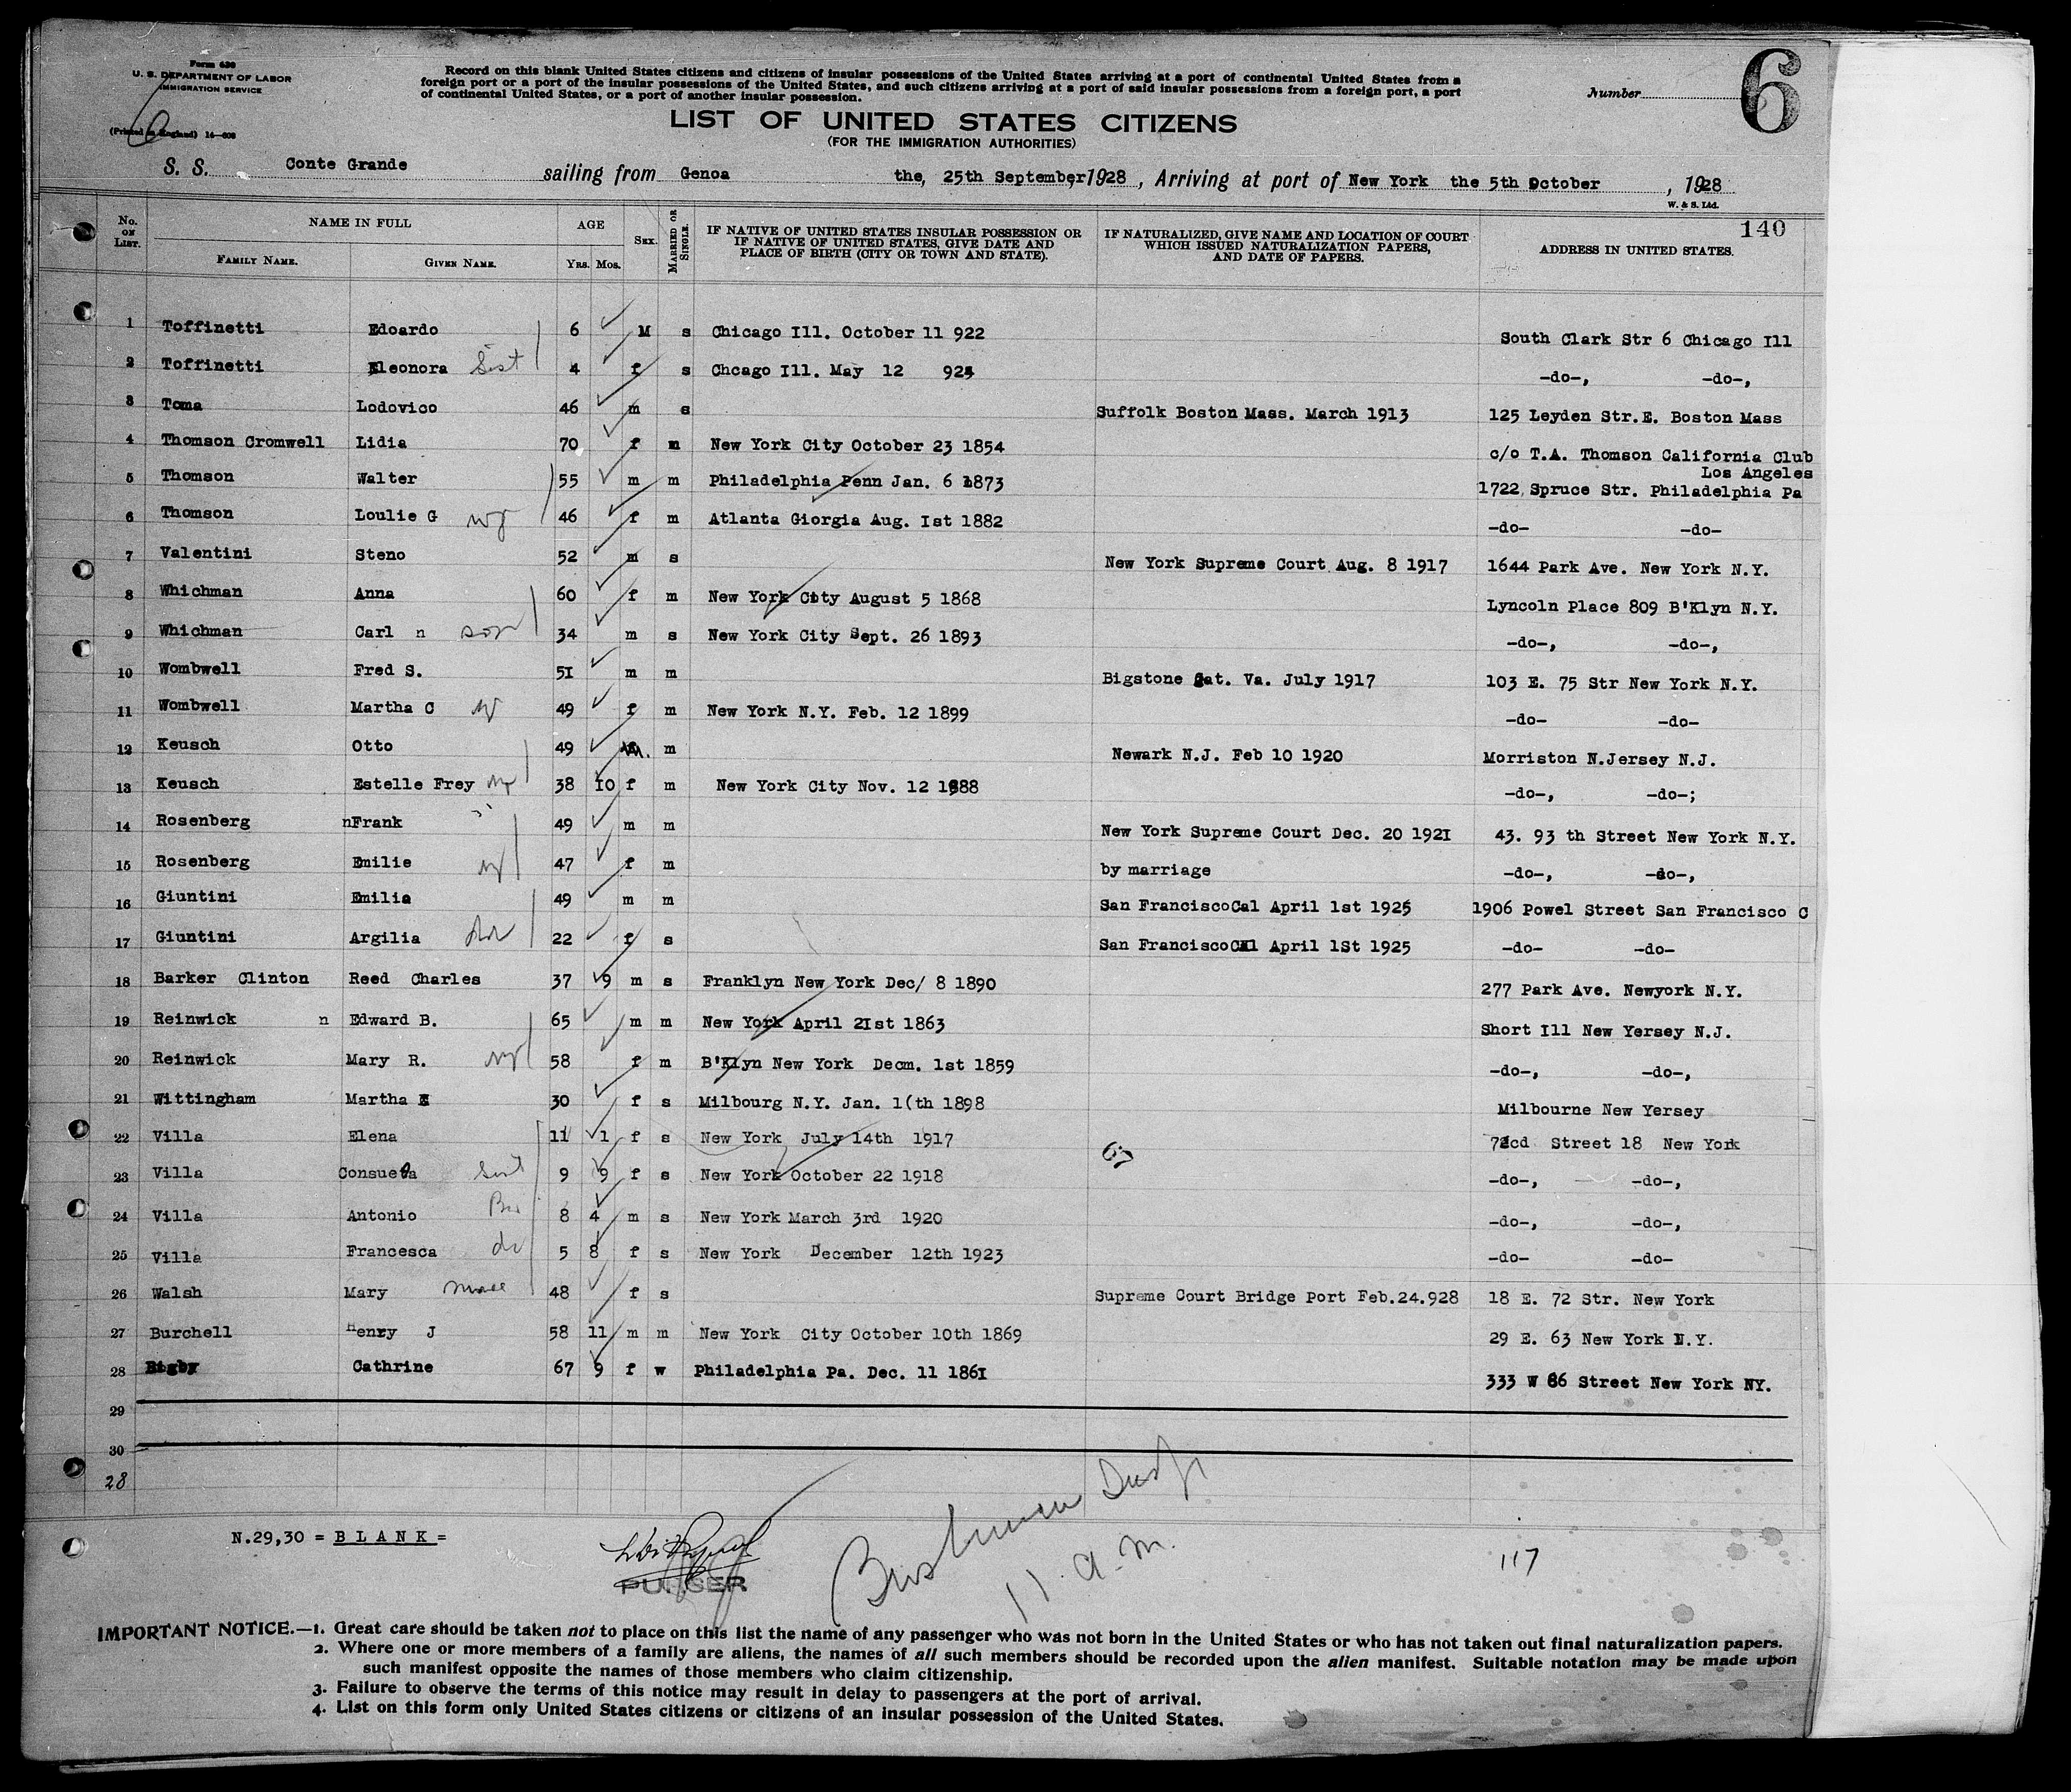 Form 630
U. S. DEPARTMENT OF LABOR
IMMIGRATION SERVICE
(Printed in England) 14—808
Record on this blank United States citizens and citizens of insular possessions of the United States arriving at a port of continental United States from a
foreign port or a port of the insular possessions of the United States, and such citizens arriving at a port of said insular possessions from a foreign port, a port
of continental United States, or a port of another insular possession.
Number
6
LIST OF UNITED STATES CITIZENS
(FOR THE IMMIGRATION AUTHORITIES)
S. S. Conte Grande sailing from Genoa the, 25th September, 1928, Arriving at port of New York the 5th October, 1928
W. & S. Ltd.
140
No. ON LIST. NAME IN FULL FAMILY NAME. GIVEN NAME. AGE YRS. MOS. SEX. MARRIED OR SINGLE. IF NATIVE OF UNITED STATES INSULAR POSSESSION OR IF NATIVE OF UNITED STATES, GIVE DATE AND PLACE OF BIRTH (CITY OR TOWN AND STATE). IF NATURALIZED, GIVE NAME AND LOCATION OF COURT WHICH ISSUED NATURALIZATION PAPERS, AND DATE OF PAPERS. ADDRESS IN UNITED STATES.
1 Toffinetti Edoardo 6 M s Chicago Ill. October 11 922 South Clark Str 6 Chicago Ill
2 Toffinetti Eleonora Sist 4 f s Chcago Ill. May 12 924 -do-, -do-,
3 Toma Lodovico 46 m s Suffolk Boston Mass. March 1913 125 Leyden Str.E. Boston Mass
4 Thomson Cromwell Lidia 70 f m New York City October 23 1854 c/o T.A. Thomson California Club Los Angeles
5 Thomson Walter 55 m m Philadelphia Penn Jan. 6 1873 1722 Spruce Str. Philadelphia Pa
6 Thomson Loulie G wf 46 f m Atlanta Giorgia Aug. Ist 1882 -do- -do-
7 Valentini Steno 52 m s New York Supreme Court Aug. 8 1917 1644 Park Ave. New York N.Y.
8 Whichman Anna 60 f m New York City August 5 1868 Lyncoln Place 809 B'Klyn N.Y.
9 Whichman Carl n son 34 m s New York City Sept. 26 1893 -do-, -do-,
10 Wombwell Fred S. 51 m m Bigstone Gat. Va. July 1917 103 E. 75 Str New York N.Y.
11 Wombwell Martha C wf 49 f m New York N.Y. Feb. 12 1899 -do- -do-
12 Keusch Otto 49 m. m Newark N.J. Feb 10 1920 Morriston N.Jersey N.J.
13 Keusch Estelle Frey wf 38 10 f m New York City Nov. 12 1888 -do-, -do-;
14 Rosenberg nFrank 49 m m New York Supreme Court Dec. 20 1921 43. 93 th Street New York N.Y.
15 Rosenberg Emilie wf 47 f m by marriage -do-, -do-,
16 Giuntini Emilia 49 m m San FranciscoCal April 1st 1925 1906 Powel Street San Francisco C
17 Giuntini Argilia 22 f s San FranciscoCal April 1St 1925 -do- -do-
18 Barker Clinton Reed Charles 37 9 m s Franklyn New York Dec/ 8 1890 277 Park Ave. Newyork N.Y.
19 Reinwick n Edward B. 65 m m New York April 21st 1863 Short Ill New Yersey N.J.
20 Reinwick Mary R. wf 58 f m B'Klyn New York Decm. 1st 1859 -do-, -do-,
21 Wittingham Martha E 30 f s Milbourg N.Y. Jan. 1(th 1898 Milbourne New Yersey
22 Villa Elena 11 1 f s New York July 14th 1917 72cd Street 18 New York
67
23 Villa Consuela Sist 9 9 f s New York October 22 1918 -do-, -do-,
24 Villa Antonio Bro 8 4 m s New York March 3rd 1920 -do-, -do-,
25 Villa Francesca do 5 8 f s New York December 12th 1923 -do- -do-
26 Walsh Mary 48 f s Supreme Court Bridge Port Feb.24.928 18 E. 72 Str. New York
27 Burchell Henry J 58 11 m m New York City October 10th 1869 29 E. 63 New York N.Y.
28 Bigby Cathrine 67 9 f w Philadelphia Pa. Dec. 11 1861 333 W 86 Street New York NY.
29
30
28
N.29,30 = B L A N K =
PURSER
11 a.m.
117
IMPORTANT NOTICE.—1. Great care should be taken not to place on this list the name of any passenger who was not born in the United States or who has not taken out final naturalization papers.
2. Where one or more members of a family are aliens, the names of all such members should be recorded upon the alien manifest. Suitable notation may be made upon
such manifest opposite the names of those members who claim citizenship.
3. Failure to observe the terms of this notice may result in delay to passengers at the port of arrival.
4. List on this form only United States citizens or citizens of an insular possession of the United States.